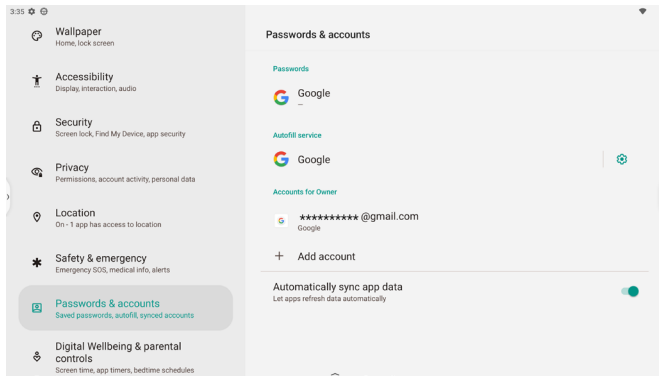 3:35
Wallpaper
Home, lock screen
Accessibility
Display, interaction, audio
Security
Screen lock, Find My Device, app security
Privacy
Permissions, account activity, personal data
Location
On - 1 app has access to location
Safety & emergency
Emergency SOS, medical info, alerts
Passwords & accounts
Saved passwords, autofill, synced accounts
Digital Wellbeing & parental
controls
Screen time, app timers, bedtime schedules
Passwords & accounts
Passwords
Google
—
Autofill service
Google
Accounts for Owner
********** @gmail.com
Google
Add account
Automatically sync app data
Let apps refresh data automatically